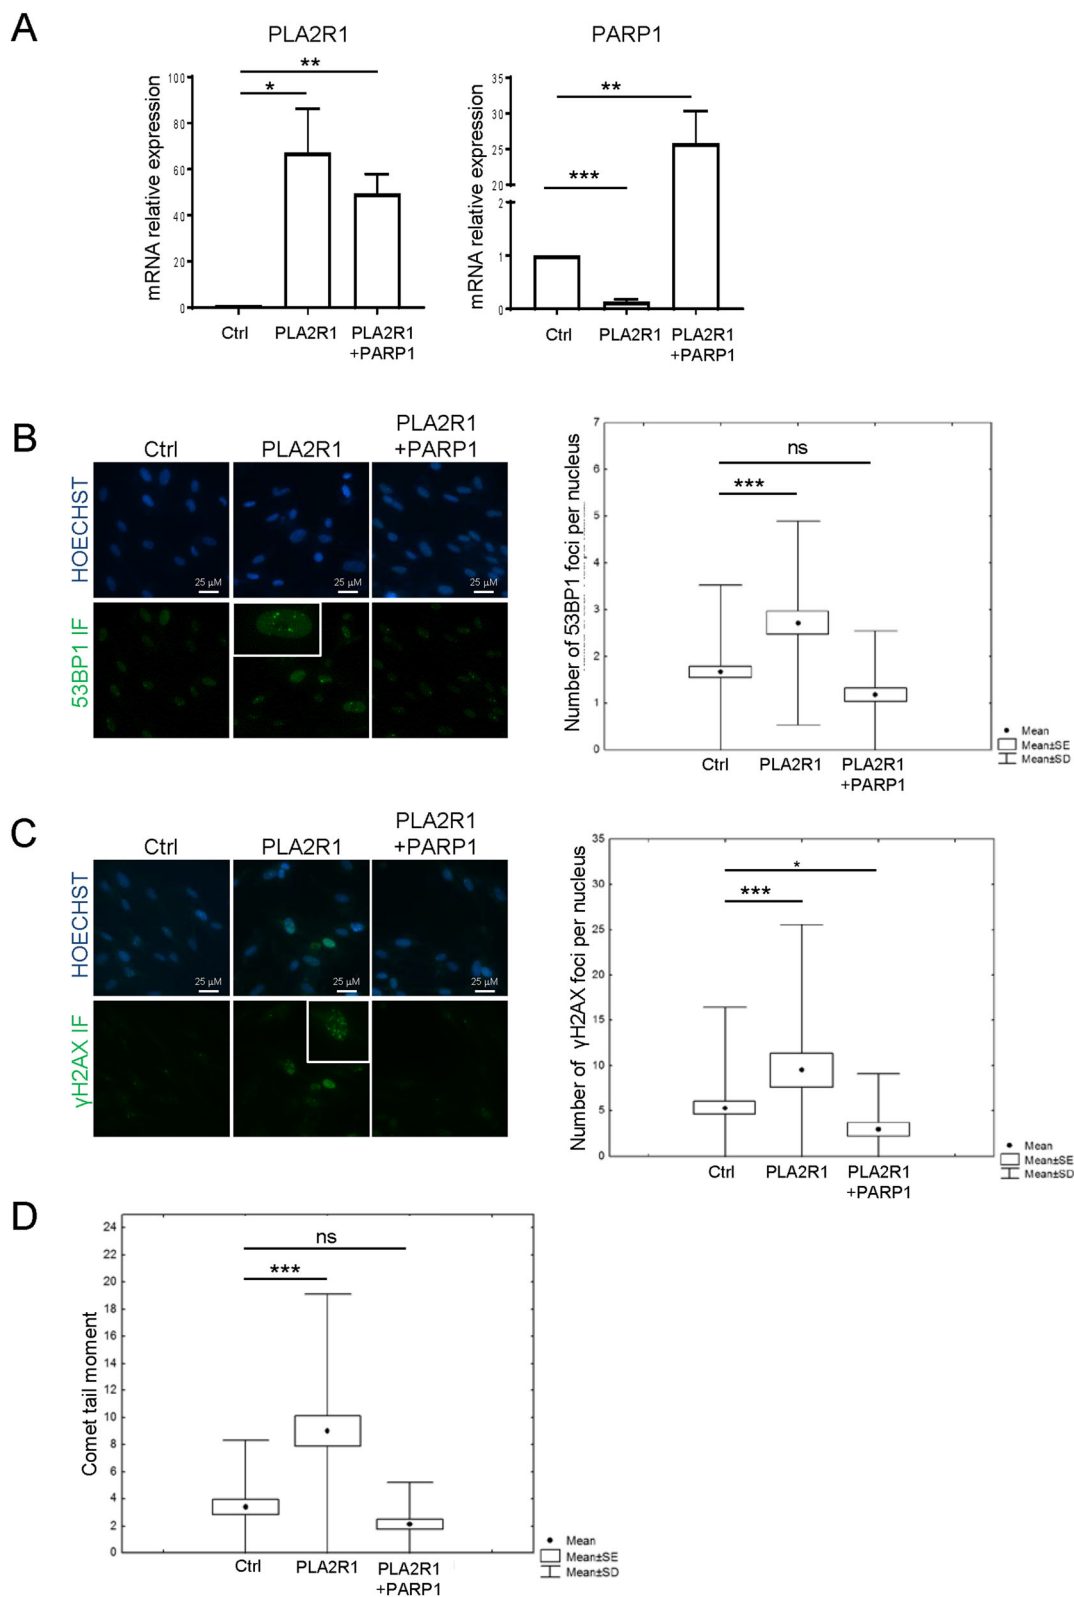 A
PLA2R1
PARP1
mRNA relative expression
100
80
60
40
20
0
**
*
Ctrl
PLA2R1
PLA2R1
+PARP1
mRNA relative expression
35
30
25
20
2
1
0
**
***
Ctrl
PLA2R1
PLA2R1
+PARP1
B
Ctrl
PLA2R1
PLA2R1
+PARP1
HOECHST
25 µM
25 µM
25 µM
53BP1 IF
Number of 53BP1 foci per nucleus
7
6
5
4
3
2
1
0
ns
***
Ctrl
PLA2R1
PLA2R1
+PARP1
Mean
Mean±SE
Mean±SD
C
Ctrl
PLA2R1
PLA2R1
+PARP1
HOECHST
25 µM
25 µM
25 µM
γH2AX IF
Number of γH2AX foci per nucleus
35
30
25
20
15
10
5
0
*
***
Ctrl
PLA2R1
PLA2R1
+PARP1
Mean
Mean±SE
Mean±SD
D
Comet tail moment
24
22
20
18
16
14
12
10
8
6
4
2
0
ns
***
Ctrl
PLA2R1
PLA2R1
+PARP1
Mean
Mean±SE
Mean±SD